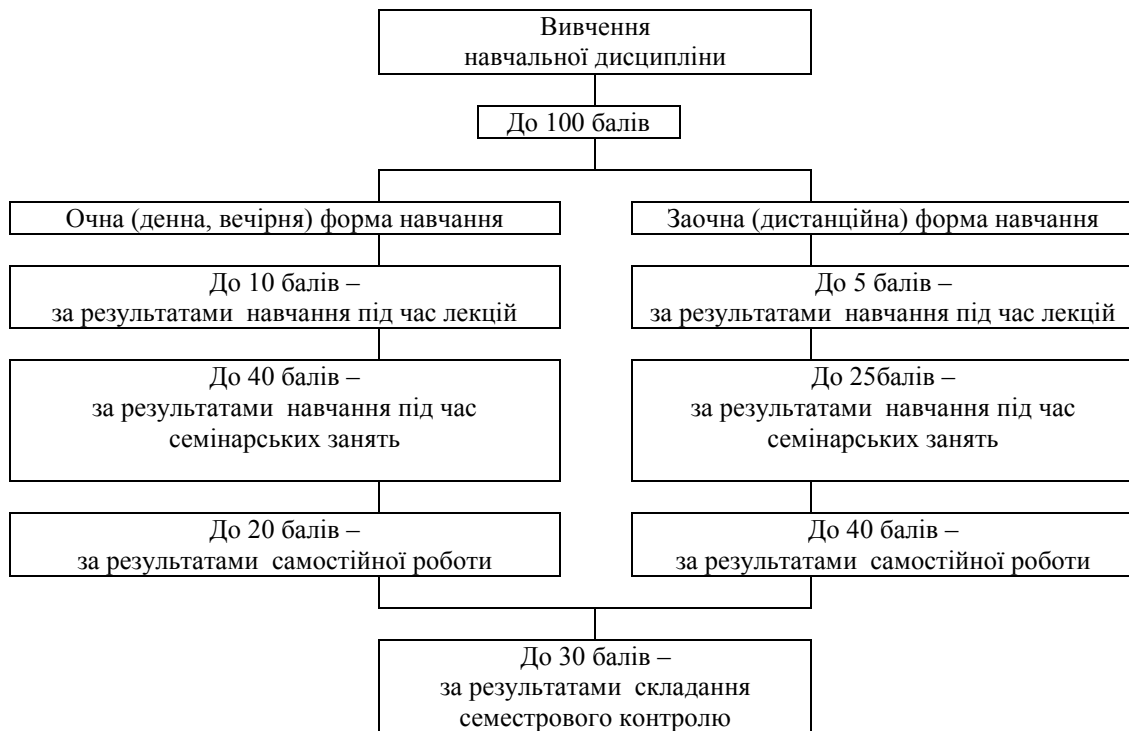 Вивчення
навчальної дисципліни
До 100 балів
Очна (денна, вечірня) форма навчання
До 10 балів –
за результатами навчання під час лекцій
До 40 балів –
за результатами навчання під час
семінарських занять
До 20 балів –
за результатами самостійної роботи
Заочна (дистанційна) форма навчання
До 5 балів –
за результатами навчання під час лекцій
До 25балів –
за результатами навчання під час
семінарських занять
До 40 балів –
за результатами самостійної роботи
До 30 балів –
за результатами складання
семестрового контролю